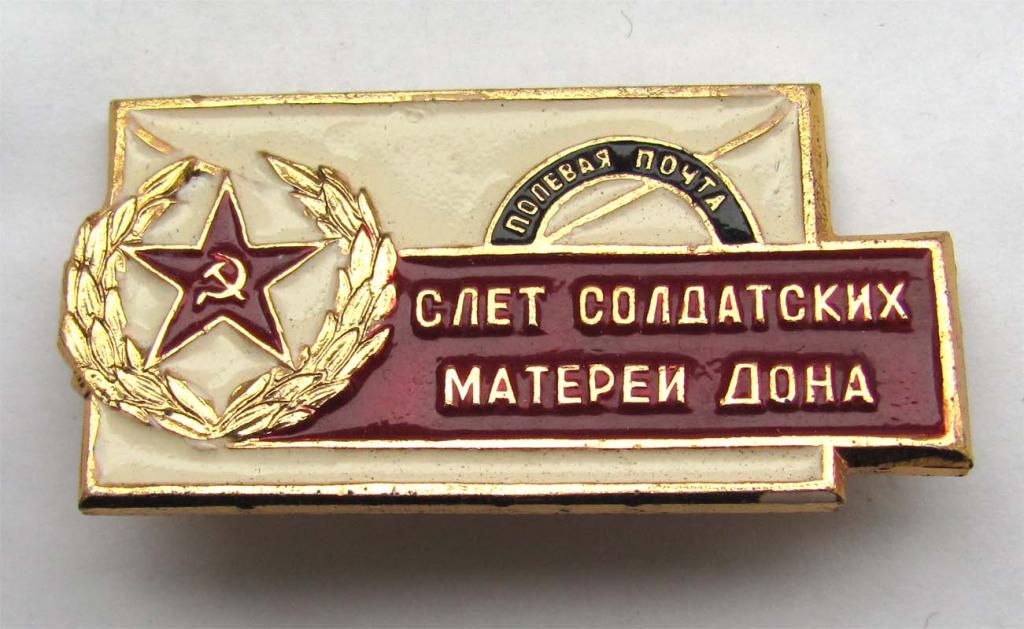 ПОЛЕВАЯ ПОЧТА
СЛЕТ СОЛДАТСКИХ
МАТЕРЕИ ДОНА